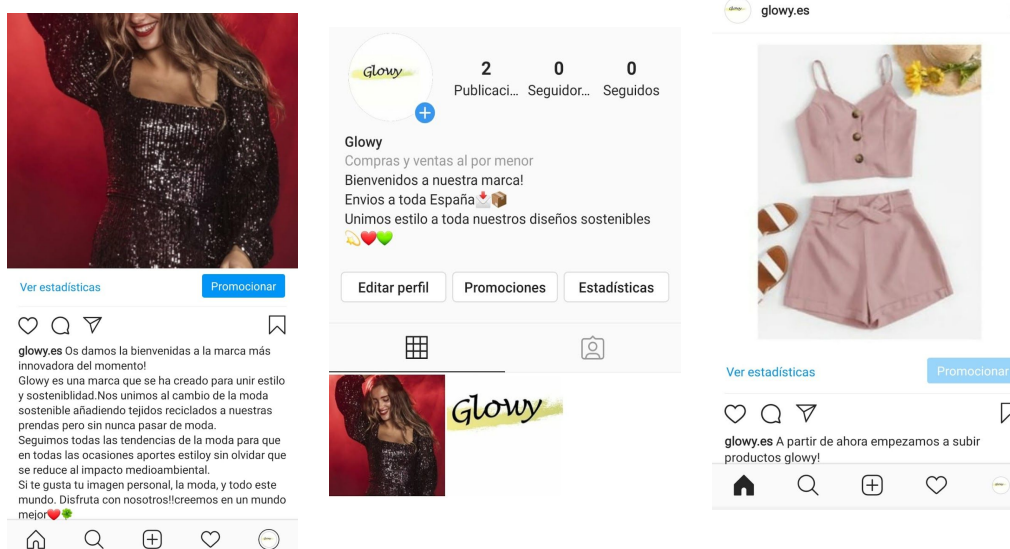 Ver estadísticas
Promocionar
glowy.es Os damos la bienvenidas a la marca más
innovadora del momento!
Glowy es una marca que se ha creado para unir estilo
y sosteniblidad.Nos unimos al cambio de la moda
sostenible añadiendo tejidos reciclados a nuestras
prendas pero sin nunca pasar de moda.
Seguimos todas las tendencias de la moda para que
en todas las ocasiones aportes estiloy sin olvidar que
se reduce al impacto medioambiental.
Si te gusta tu imagen personal, la moda, y todo este
mundo. Disfruta con nosotros!!creemos en un mundo
mejor❤️🍀
Glowy
2 0 0
Publicaci... Seguidor... Seguidos
Glowy
Compras y ventas al por menor
Bienvenidos a nuestra marca!
Envios a toda España📩📦
Unimos estilo a toda nuestros diseños sostenibles
💫❤️💚
Editar perfil
Promociones
Estadísticas
Glowy
glowy.es
Ver estadísticas
Promocionar
glowy.es A partir de ahora empezamos a subir
productos glowy!